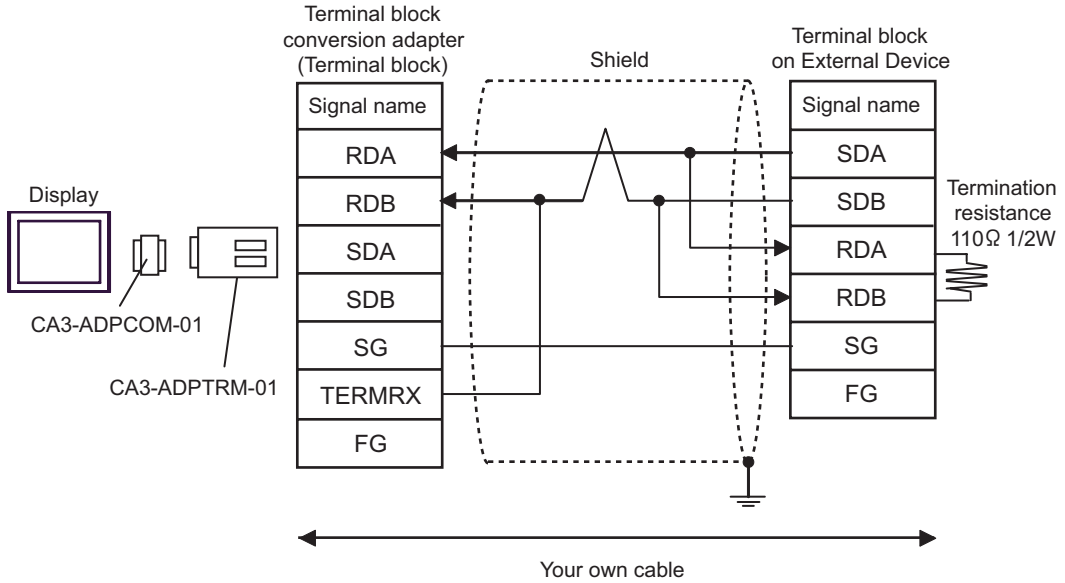 Terminal block
conversion adapter
(Terminal block)
Shield
Terminal block
on External Device
Signal name
RDA
RDB
SDA
SDB
SG
TERMRX
FG
Signal name
SDA
SDB
RDA
RDB
SG
FG
Display
CA3-ADPCOM-01
CA3-ADPTRM-01
Termination
resistance
110Ω 1/2W
Your own cable